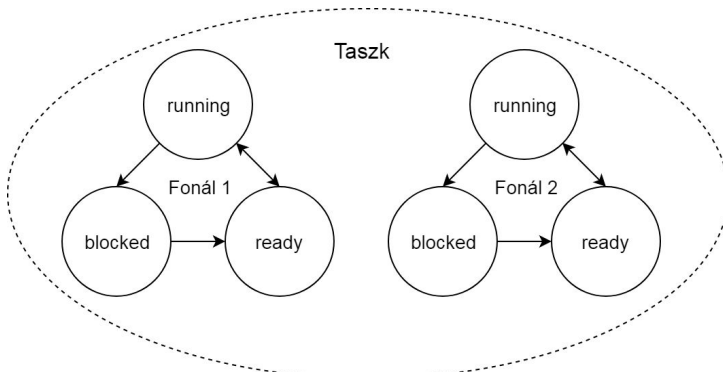 Taszk
running
Fonál 1
blocked
ready
running
Fonál 2
blocked
ready